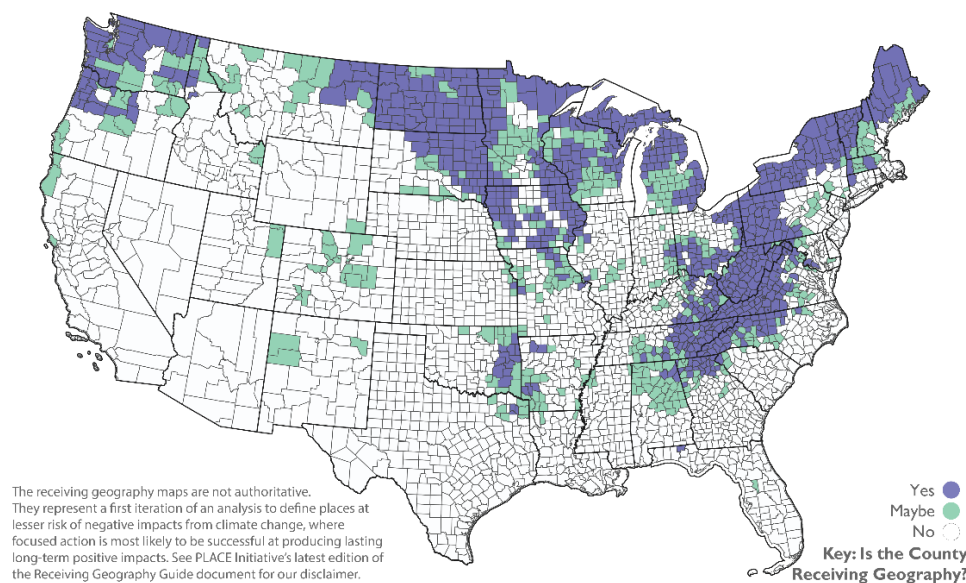 The receiving geography maps are not authoritative.
They represent a first iteration of an analysis to define places at
lesser risk of negative impacts from climate change, where
focused action is most likely to be successful at producing lasting
long-term positive impacts. See PLACE Initiative's latest edition of
the Receiving Geography Guide document for our disclaimer.
Yes
Maybe
No
Key: Is the County
Receiving Geography?